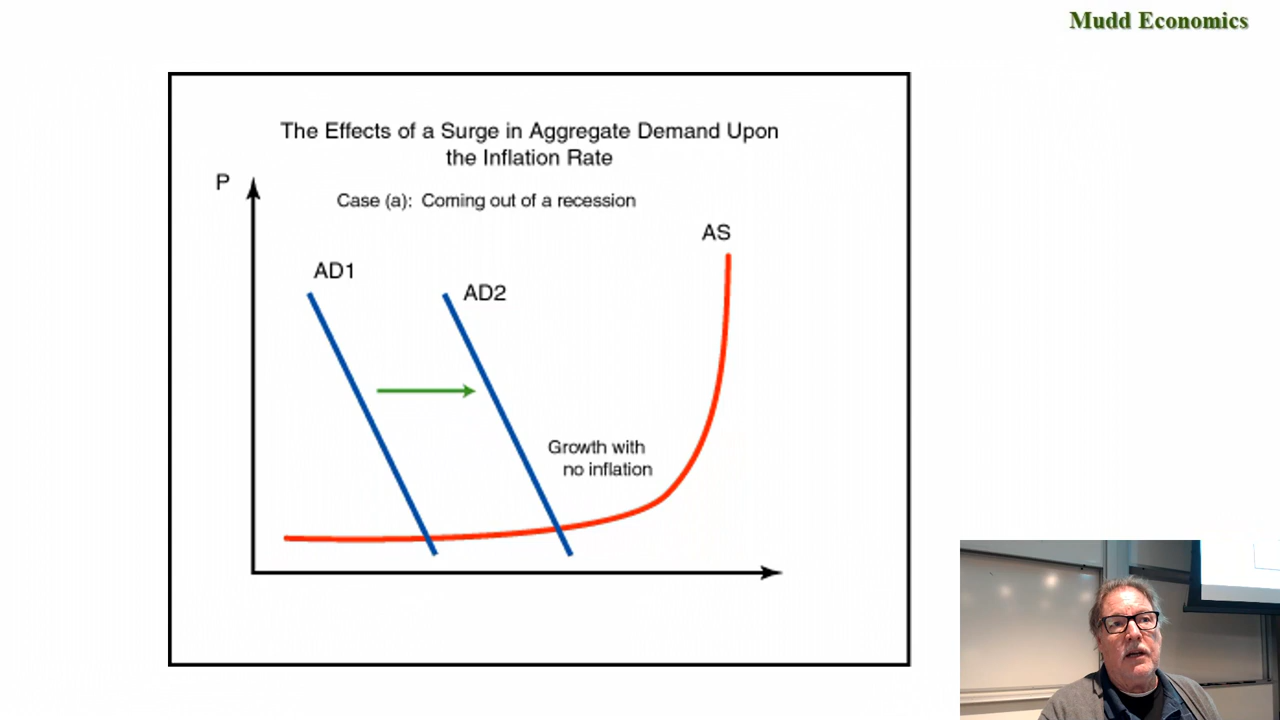 Mudd Economics
The Effects of a Surge in Aggregate Demand Upon
the Inflation Rate
P
Case (a): Coming out of a recession
AS
AD1
AD2
Growth with
no inflation